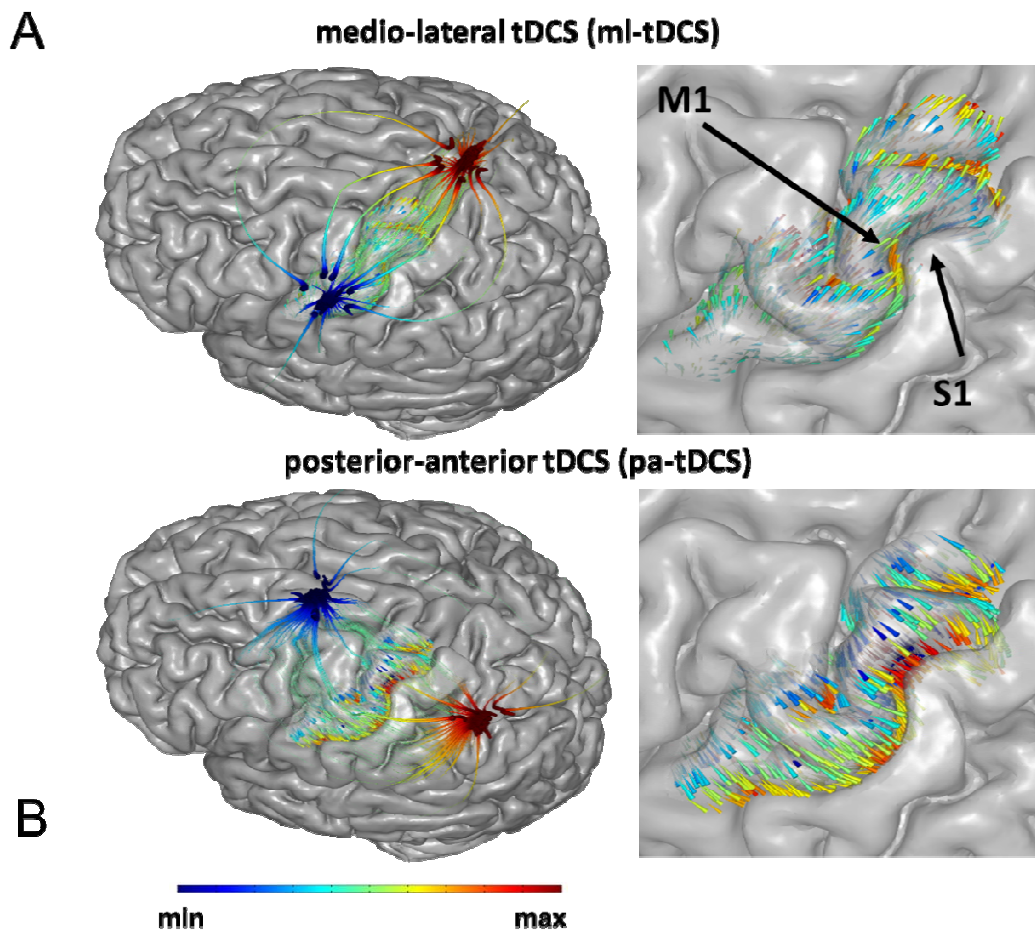 A
medio-lateral tDCS (ml-tDCS)
M1
S1
posterior-anterior tDCS (pa-tDCS)
B
min
max